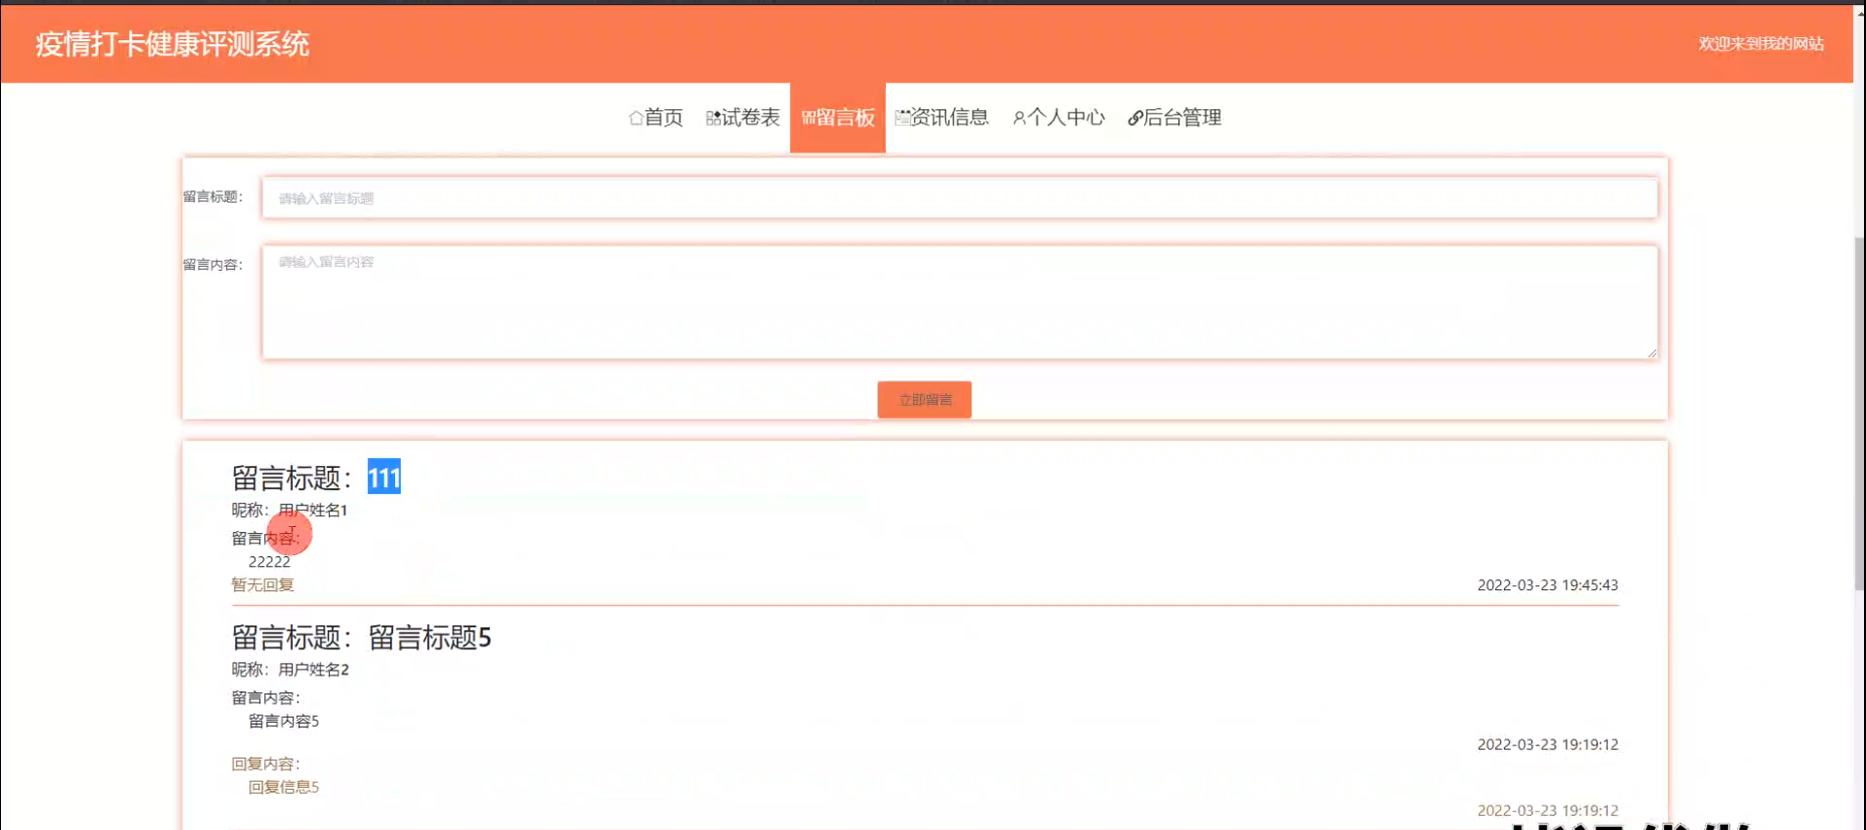 疫情打卡健康评测系统
欢迎来到我的网站
首页 试卷表 留言板 资讯信息 个人中心 后台管理
留言标题： 请输入留言标题
留言内容： 请输入留言内容
立即留言
留言标题：111
昵称：用户姓名1
留言内容：
22222
暂无回复
2022-03-23 19:45:43
留言标题：留言标题5
昵称：用户姓名2
留言内容：
留言内容5
2022-03-23 19:19:12
回复内容：
回复信息5
2022-03-23 19:19:12